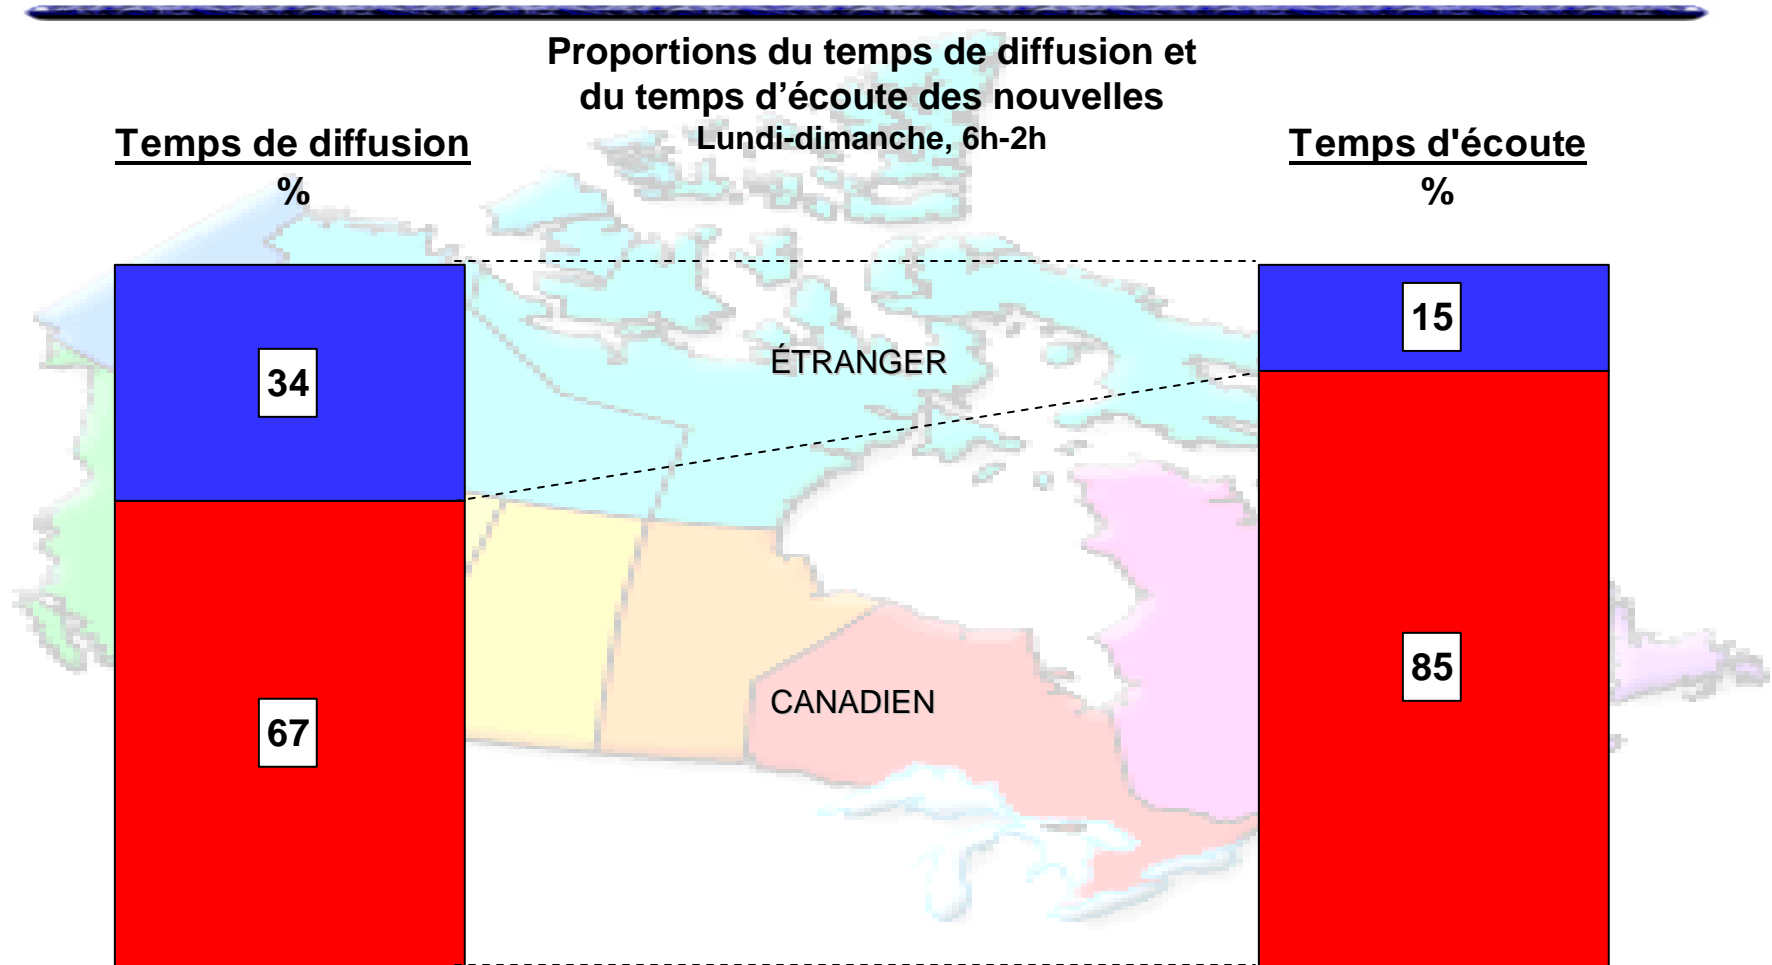 Proportions du temps de diffusion et
du temps d’écoute des nouvelles
Lundi-dimanche, 6h-2h
Temps de diffusion
%
Temps d'écoute
%
34
67
ÉTRANGER
CANADIEN
15
85